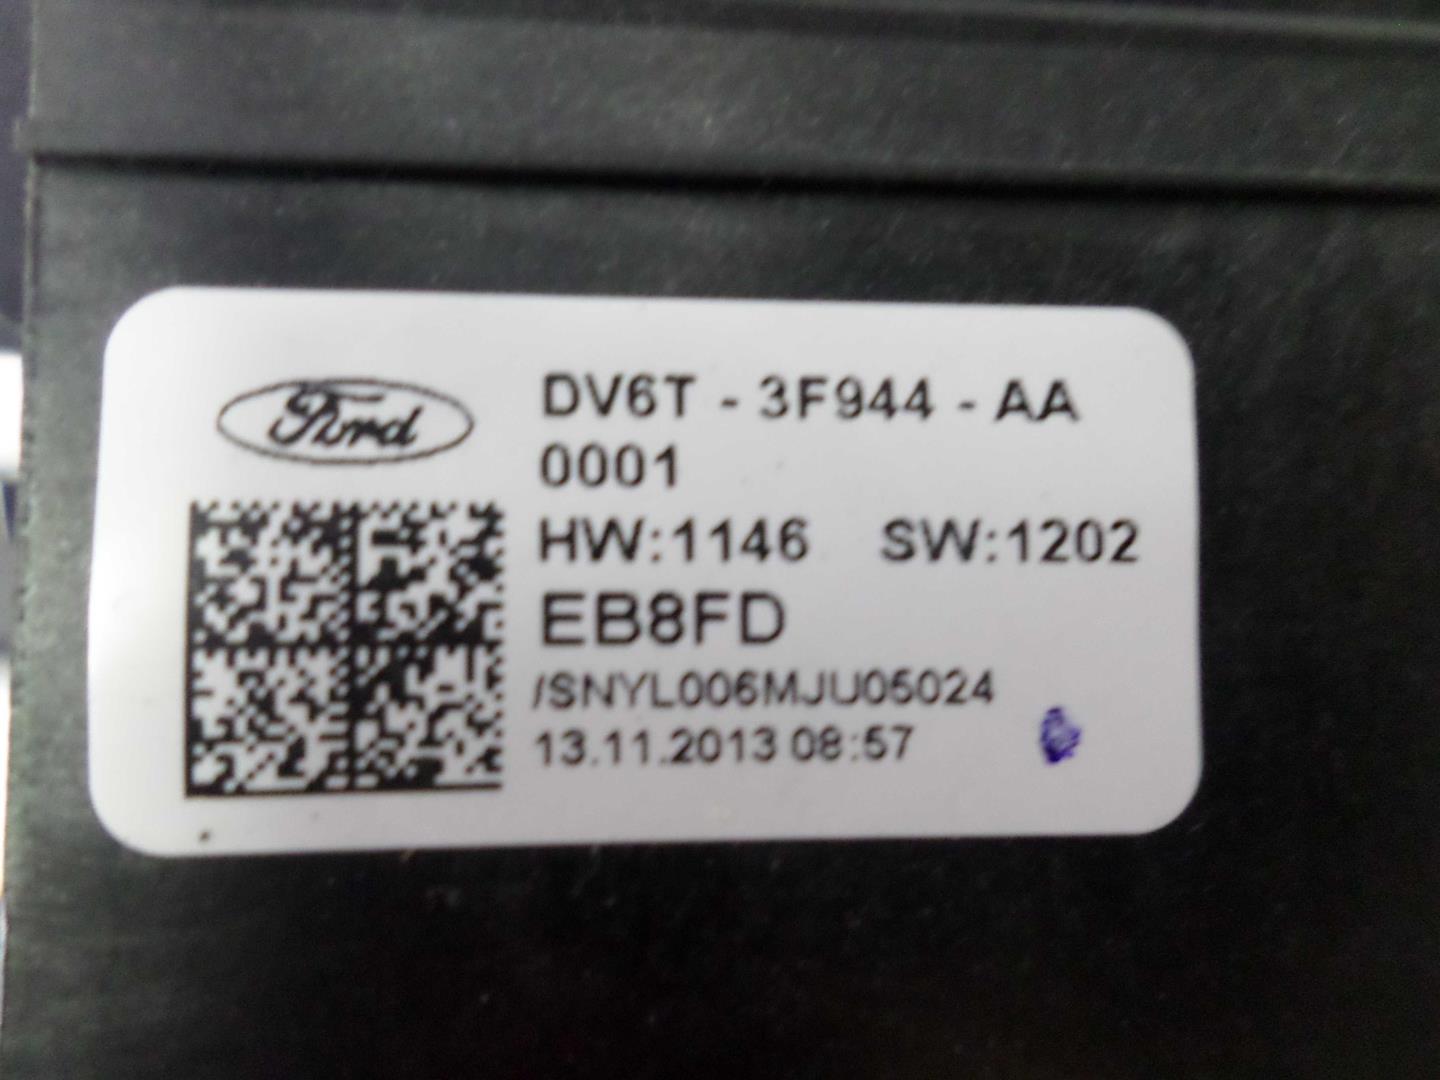 Ford
DV6T - 3F944 - AA
0001
HW:1146 SW:1202
EB8FD
/SNYL006MJU05024
13.11.2013 08:57